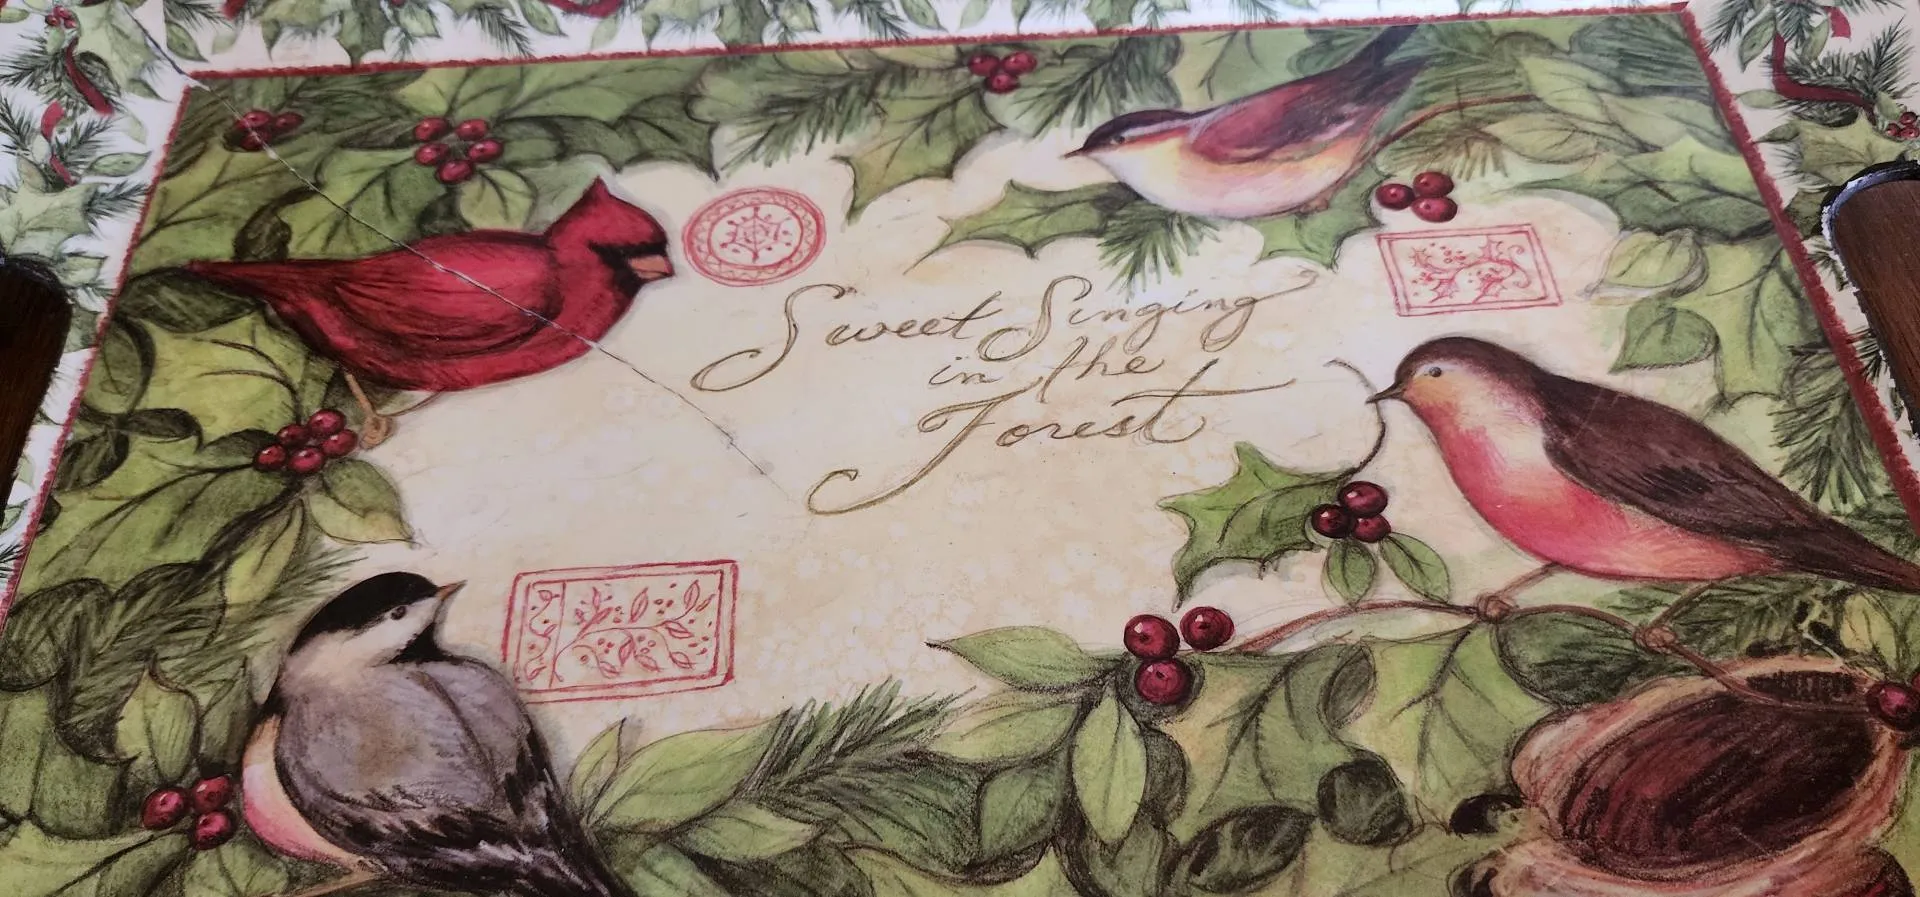 Sweet Singing
in the
Forest